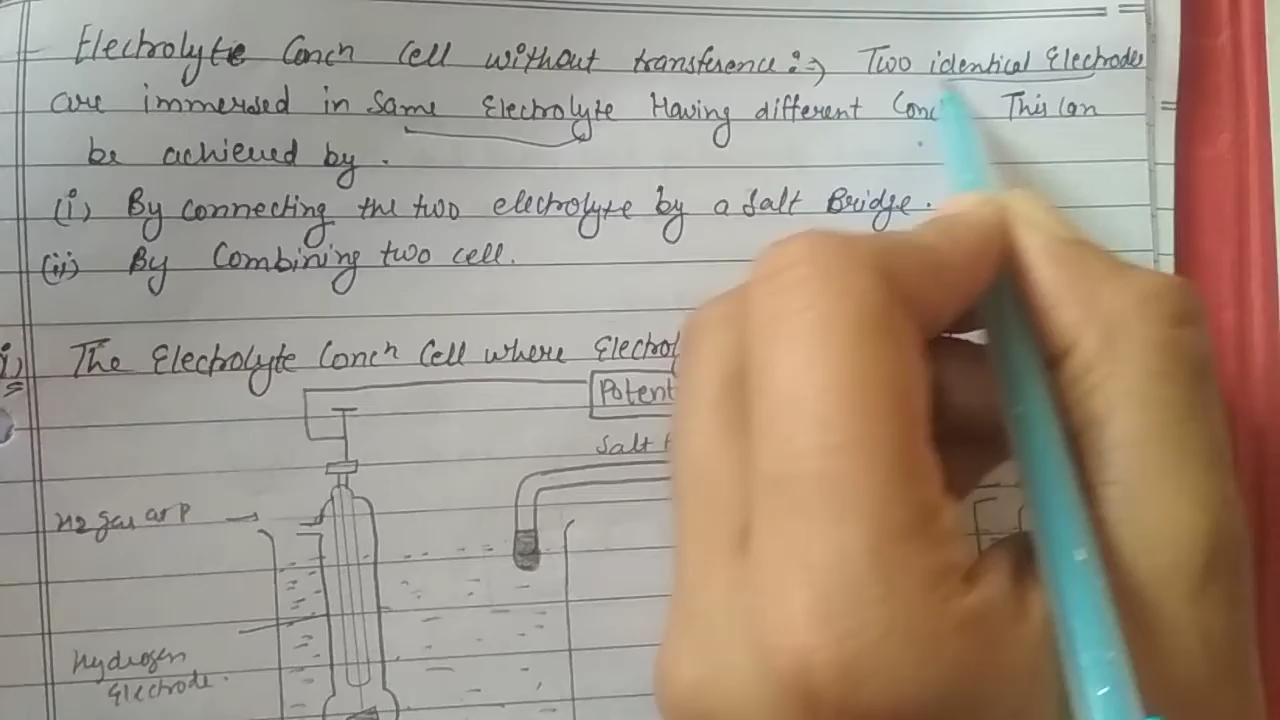 Electrolyte Conc^n Cell without transference :-> Two identical Electrodes
are immersed in Same Electrolyte Having different Conc This can
be achieved by.
(i) By connecting the two electrolyte by a Salt Bridge.
(ii) By Combining two cell.
i) The Electrolyte Conc^n Cell where Electrol
Potent
Salt
H2 gas at P
Hydrogen
Electrode.